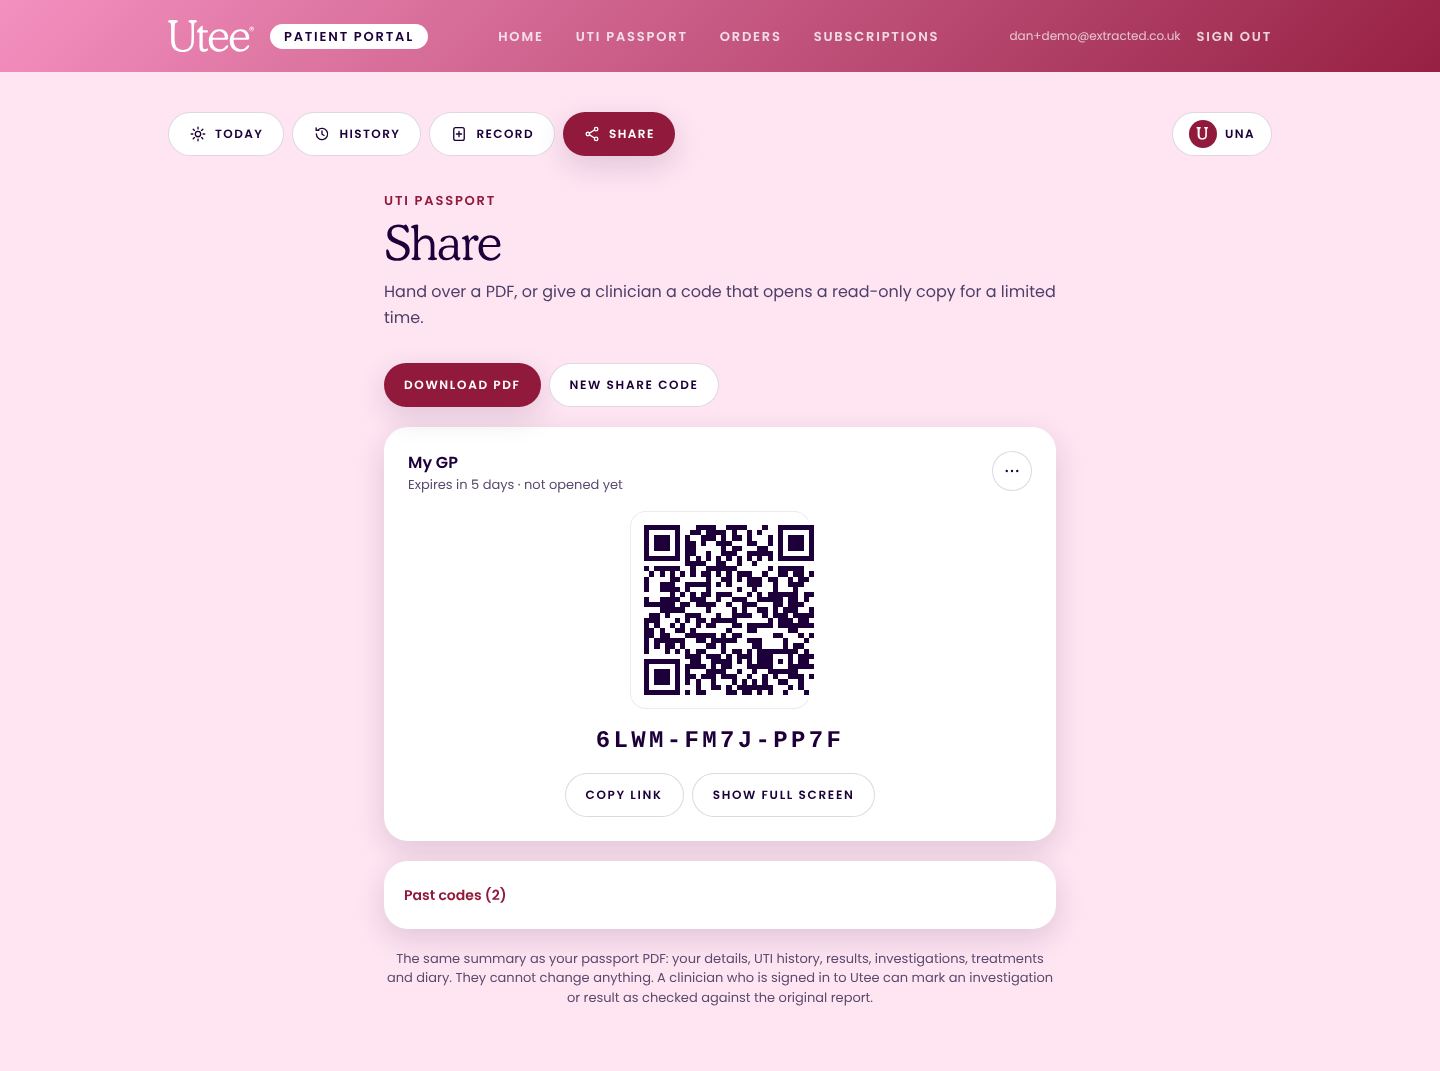 Utee®
PATIENT PORTAL
HOME
UTI PASSPORT
ORDERS
SUBSCRIPTIONS
dan+demo@extracted.co.uk
SIGN OUT
TODAY
HISTORY
RECORD
SHARE
U
UNA
UTI PASSPORT
Share
Hand over a PDF, or give a clinician a code that opens a read-only copy for a limited
time.
DOWNLOAD PDF
NEW SHARE CODE
My GP
Expires in 5 days · not opened yet
6LWM-FM7J-PP7F
COPY LINK
SHOW FULL SCREEN
Past codes (2)
The same summary as your passport PDF: your details, UTI history, results, investigations, treatments
and diary. They cannot change anything. A clinician who is signed in to Utee can mark an investigation
or result as checked against the original report.